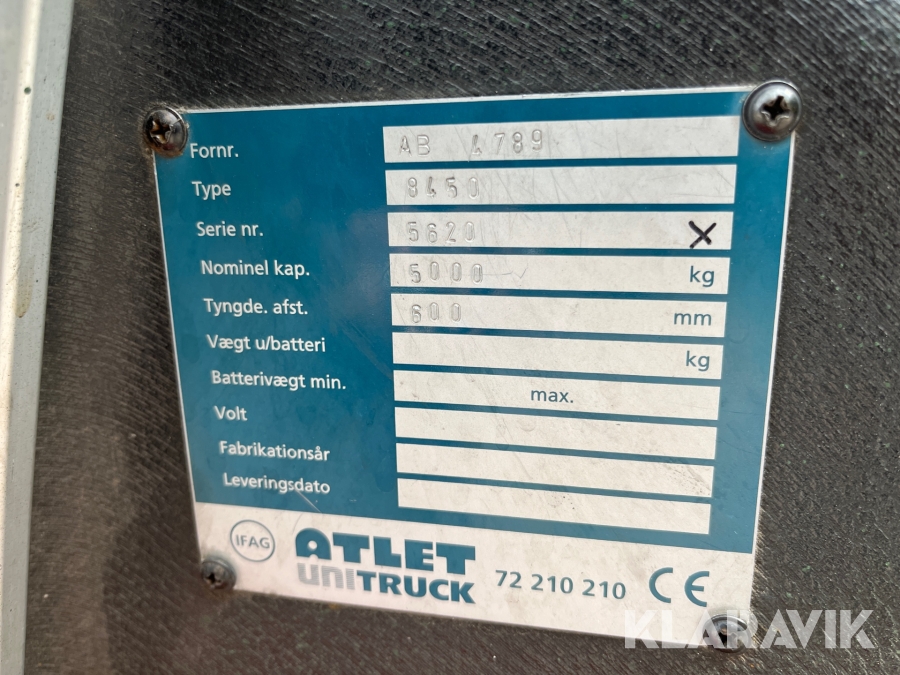 Fornr. AB 4789
Type 8450
Serie nr. 5620 X
Nominel kap. 5000 kg
Tyngde. afst. 600 mm
Vægt u/batteri kg
Batterivægt min. max.
Volt
Fabrikationsår
Leveringsdato
IFAG ATLET
UNITRUCK 72 210 210 CE
KLARAVIK